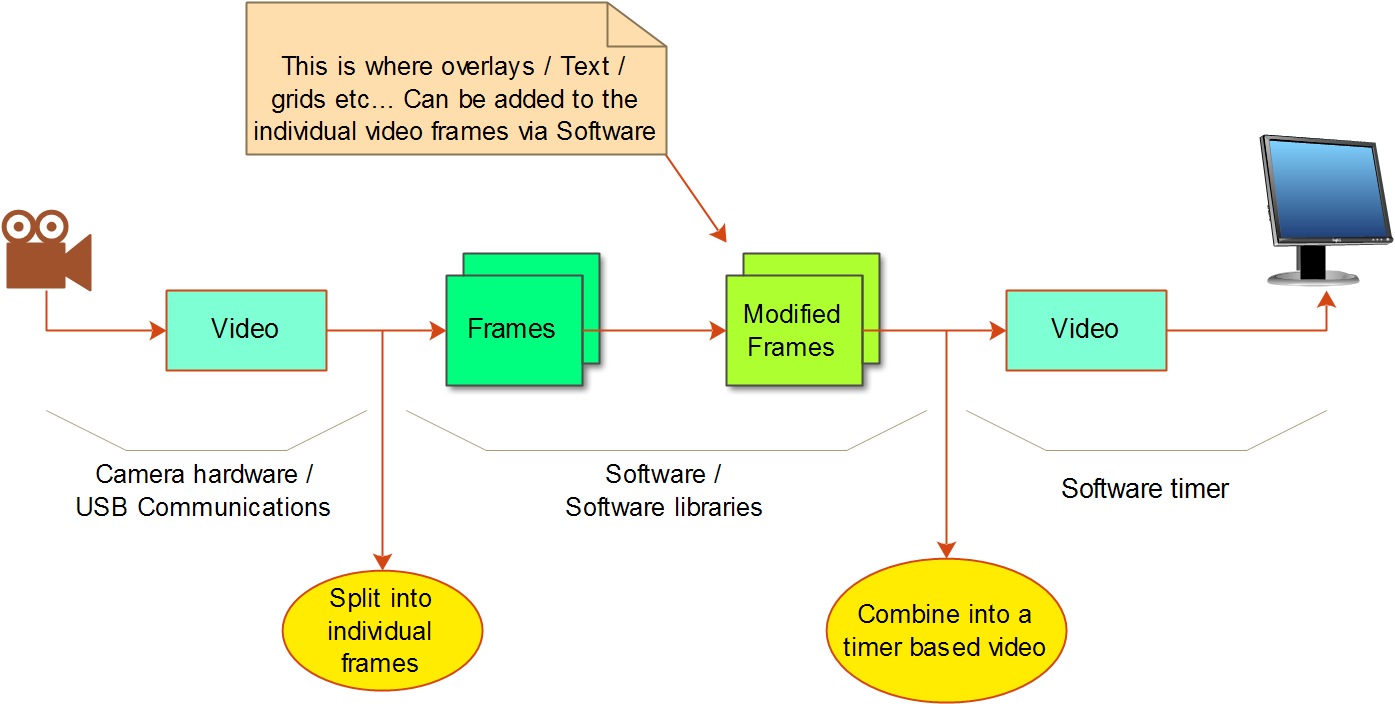 This is where overlays / Text /
grids etc... Can be added to the
individual video frames via Software
Video
Frames
Modified
Frames
Video
Camera hardware /
USB Communications
Software /
Software libraries
Software timer
Split into
individual
frames
Combine into a
timer based video